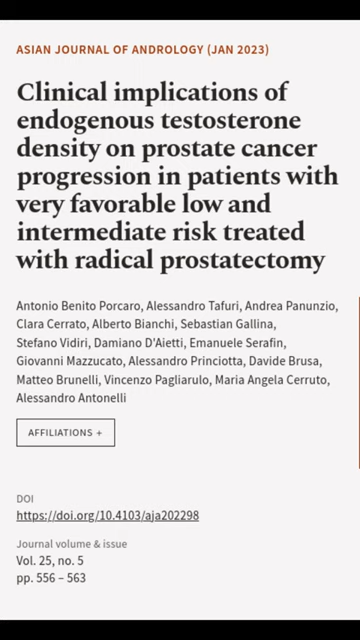 ASIAN JOURNAL OF ANDROLOGY (JAN 2023)
Clinical implications of
endogenous testosterone
density on prostate cancer
progression in patients with
very favorable low and
intermediate risk treated
with radical prostatectomy
Antonio Benito Porcaro, Alessandro Tafuri, Andrea Panunzio,
Clara Cerrato, Alberto Bianchi, Sebastian Gallina,
Stefano Vidiri, Damiano D'Aietti, Emanuele Serafin,
Giovanni Mazzucato, Alessandro Princiotta, Davide Brusa,
Matteo Brunelli, Vincenzo Pagliarulo, Maria Angela Cerruto,
Alessandro Antonelli
AFFILIATIONS +
DOI
https://doi.org/10.4103/aja202298
Journal volume & issue
Vol. 25, no. 5
pp. 556 – 563